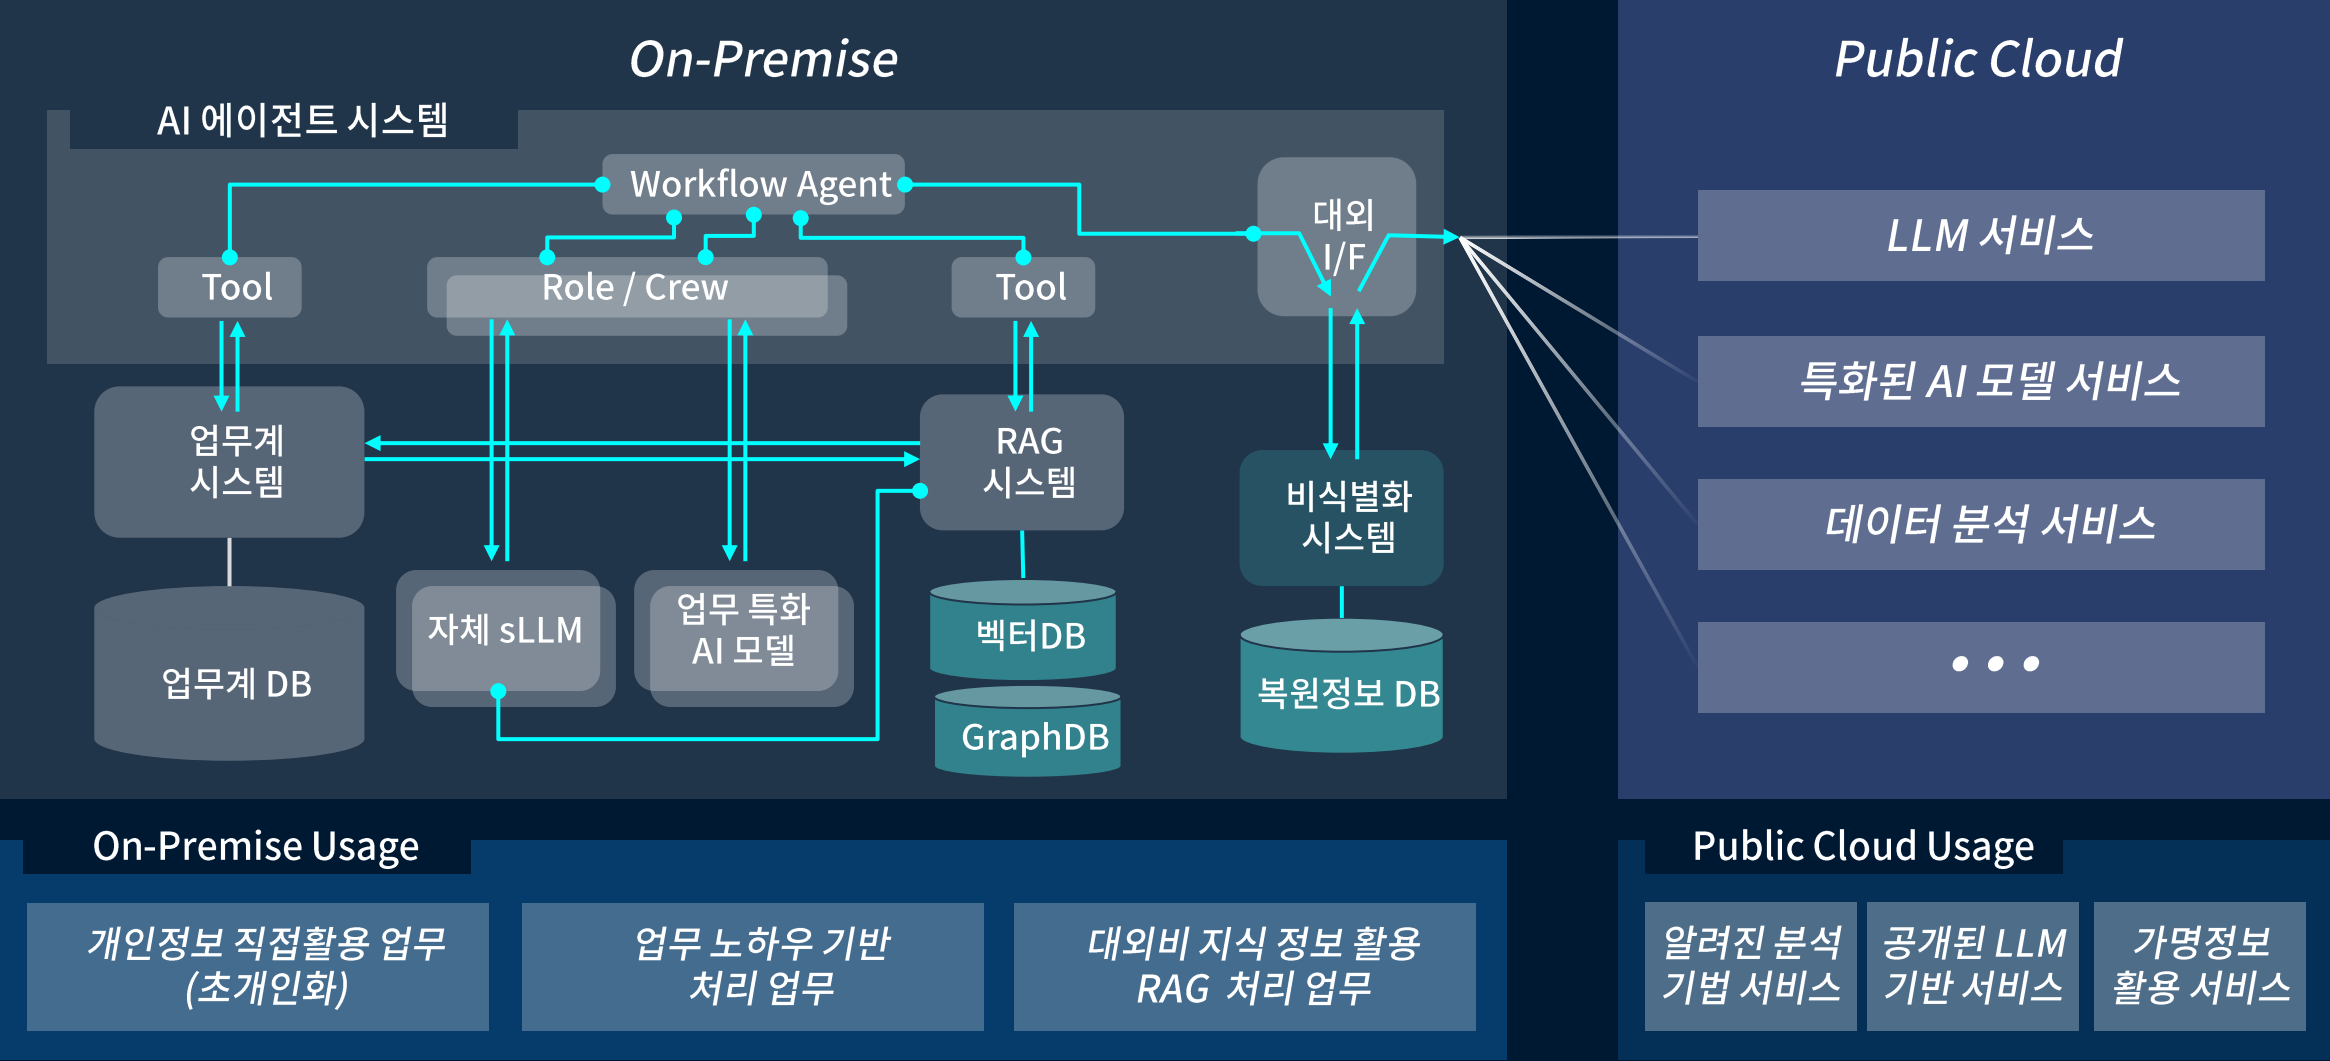 On-Premise
Public Cloud
AI 에이전트 시스템
Workflow Agent
대외
I/F
Tool
Role / Crew
Tool
LLM 서비스
특화된 AI 모델 서비스
데이터 분석 서비스
• • •
업무계
시스템
RAG
시스템
비식별화
시스템
자체 sLLM
업무 특화
AI 모델
벡터DB
업무계 DB
복원정보 DB
GraphDB
On-Premise Usage
Public Cloud Usage
개인정보 직접활용 업무
(초개인화)
업무 노하우 기반
처리 업무
대외비 지식 정보 활용
RAG 처리 업무
알려진 분석
기법 서비스
공개된 LLM
기반 서비스
가명정보
활용 서비스